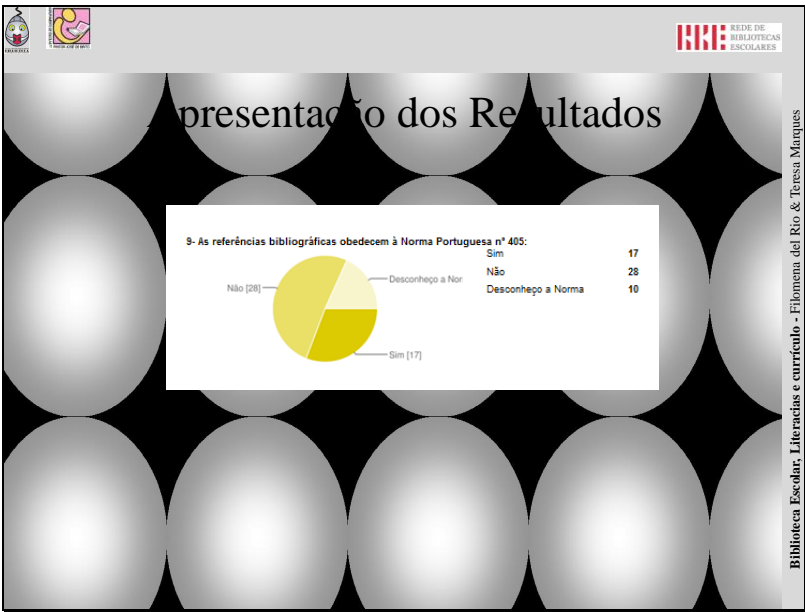 REDE DE
BIBLIOTECAS
ESCOLARES
Apresentação dos Resultados
9- As referências bibliográficas obedecem à Norma Portuguesa nº 405:
Sim 17
Não 28
Desconheço a Norma 10
Não [28]
Desconheço a Nor
Sim [17]
Biblioteca Escolar, Literacias e currículo - Filomena del Rio & Teresa Marques